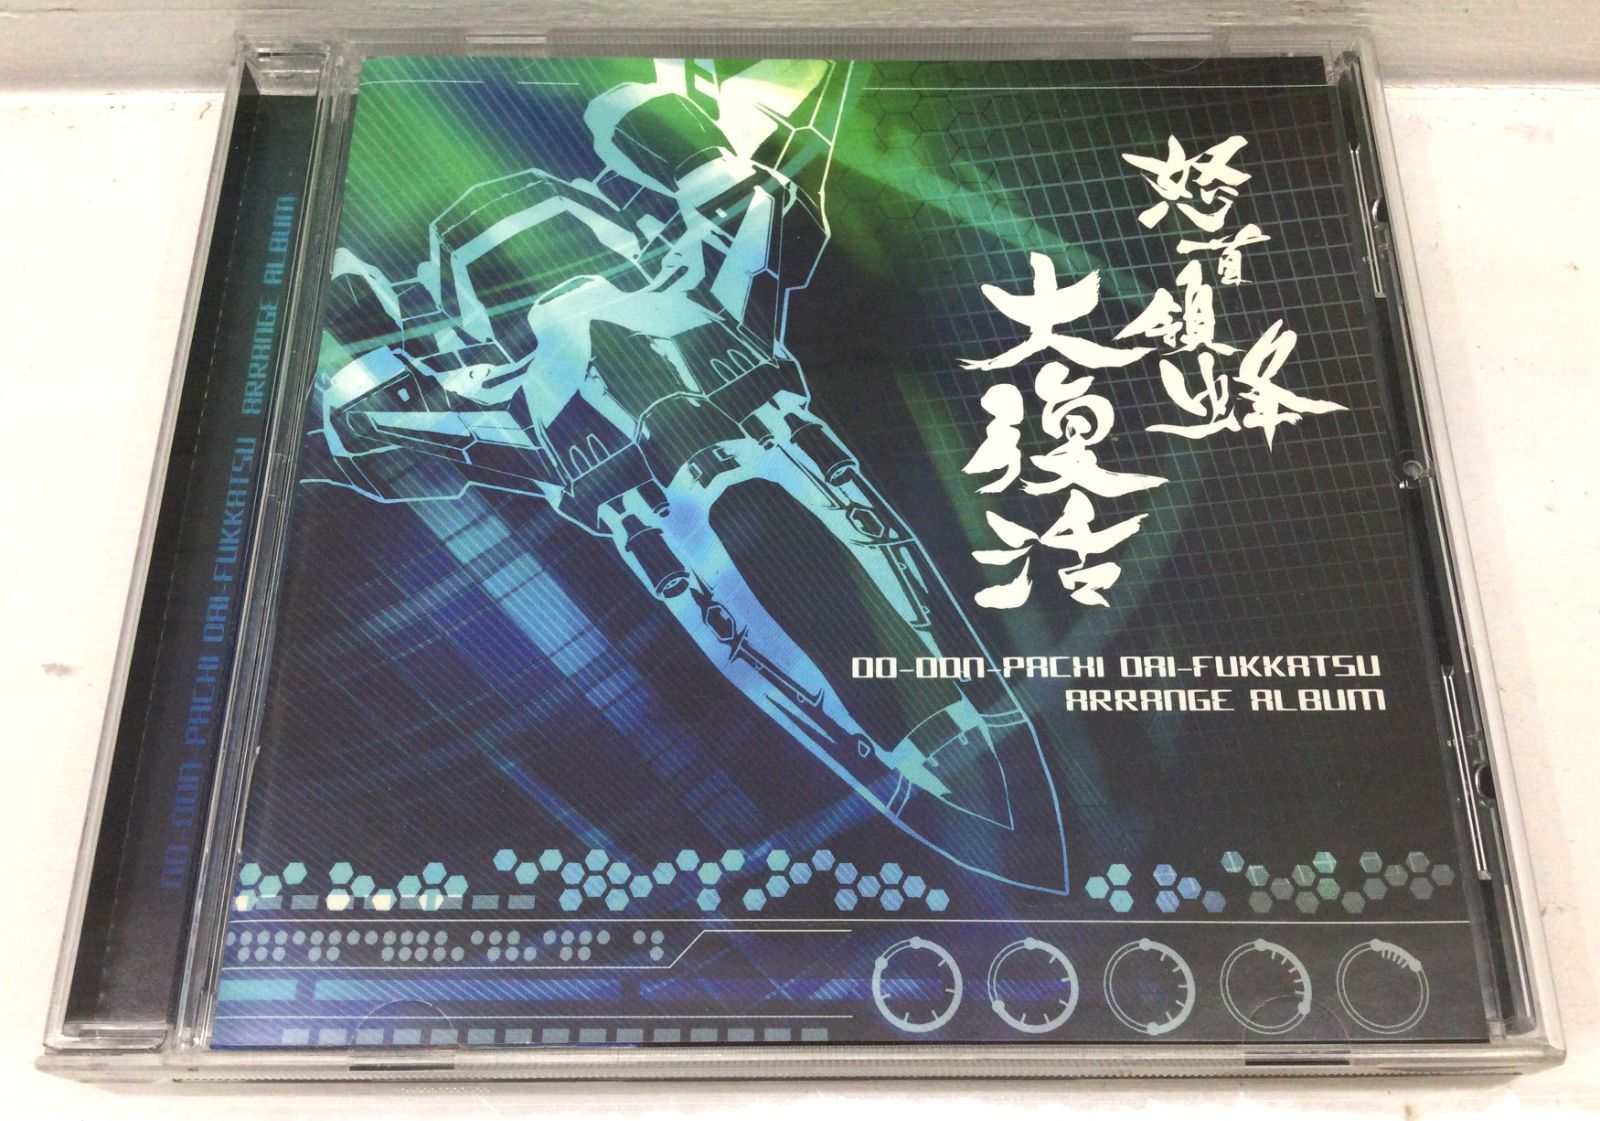 怒首領蜂
大復活
DO-DON-PACHI DAI-FUKKATSU
ARRANGE ALBUM
DO-DON-PACHI DAI-FUKKATSU ARRANGE ALBUM